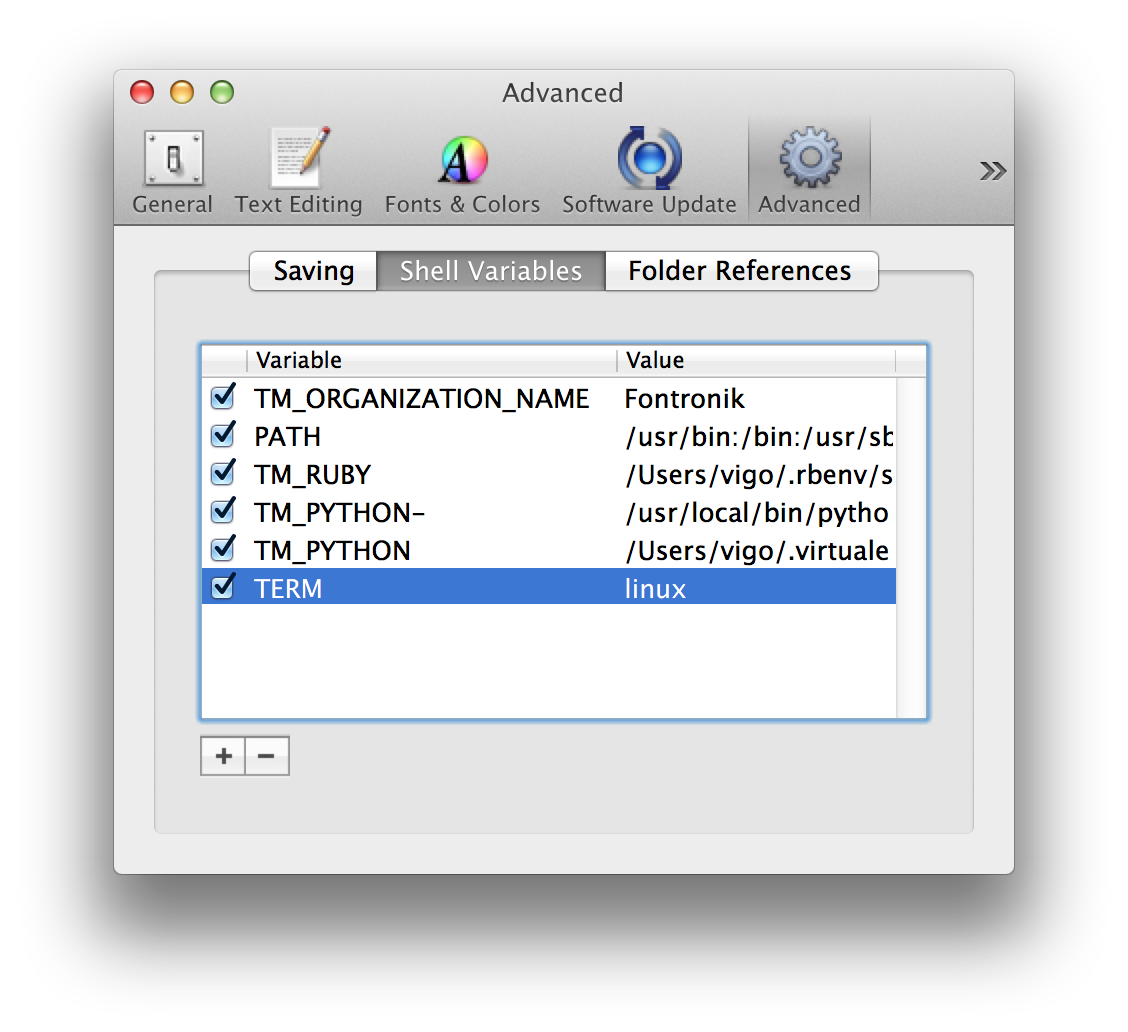 Advanced
General Text Editing Fonts & Colors Software Update Advanced
Saving Shell Variables Folder References
Variable Value
TM_ORGANIZATION_NAME Fontronik
PATH /usr/bin:/bin:/usr/sb
TM_RUBY /Users/vigo/.rbenv/s
TM_PYTHON- /usr/local/bin/pytho
TM_PYTHON /Users/vigo/.virtuale
TERM linux